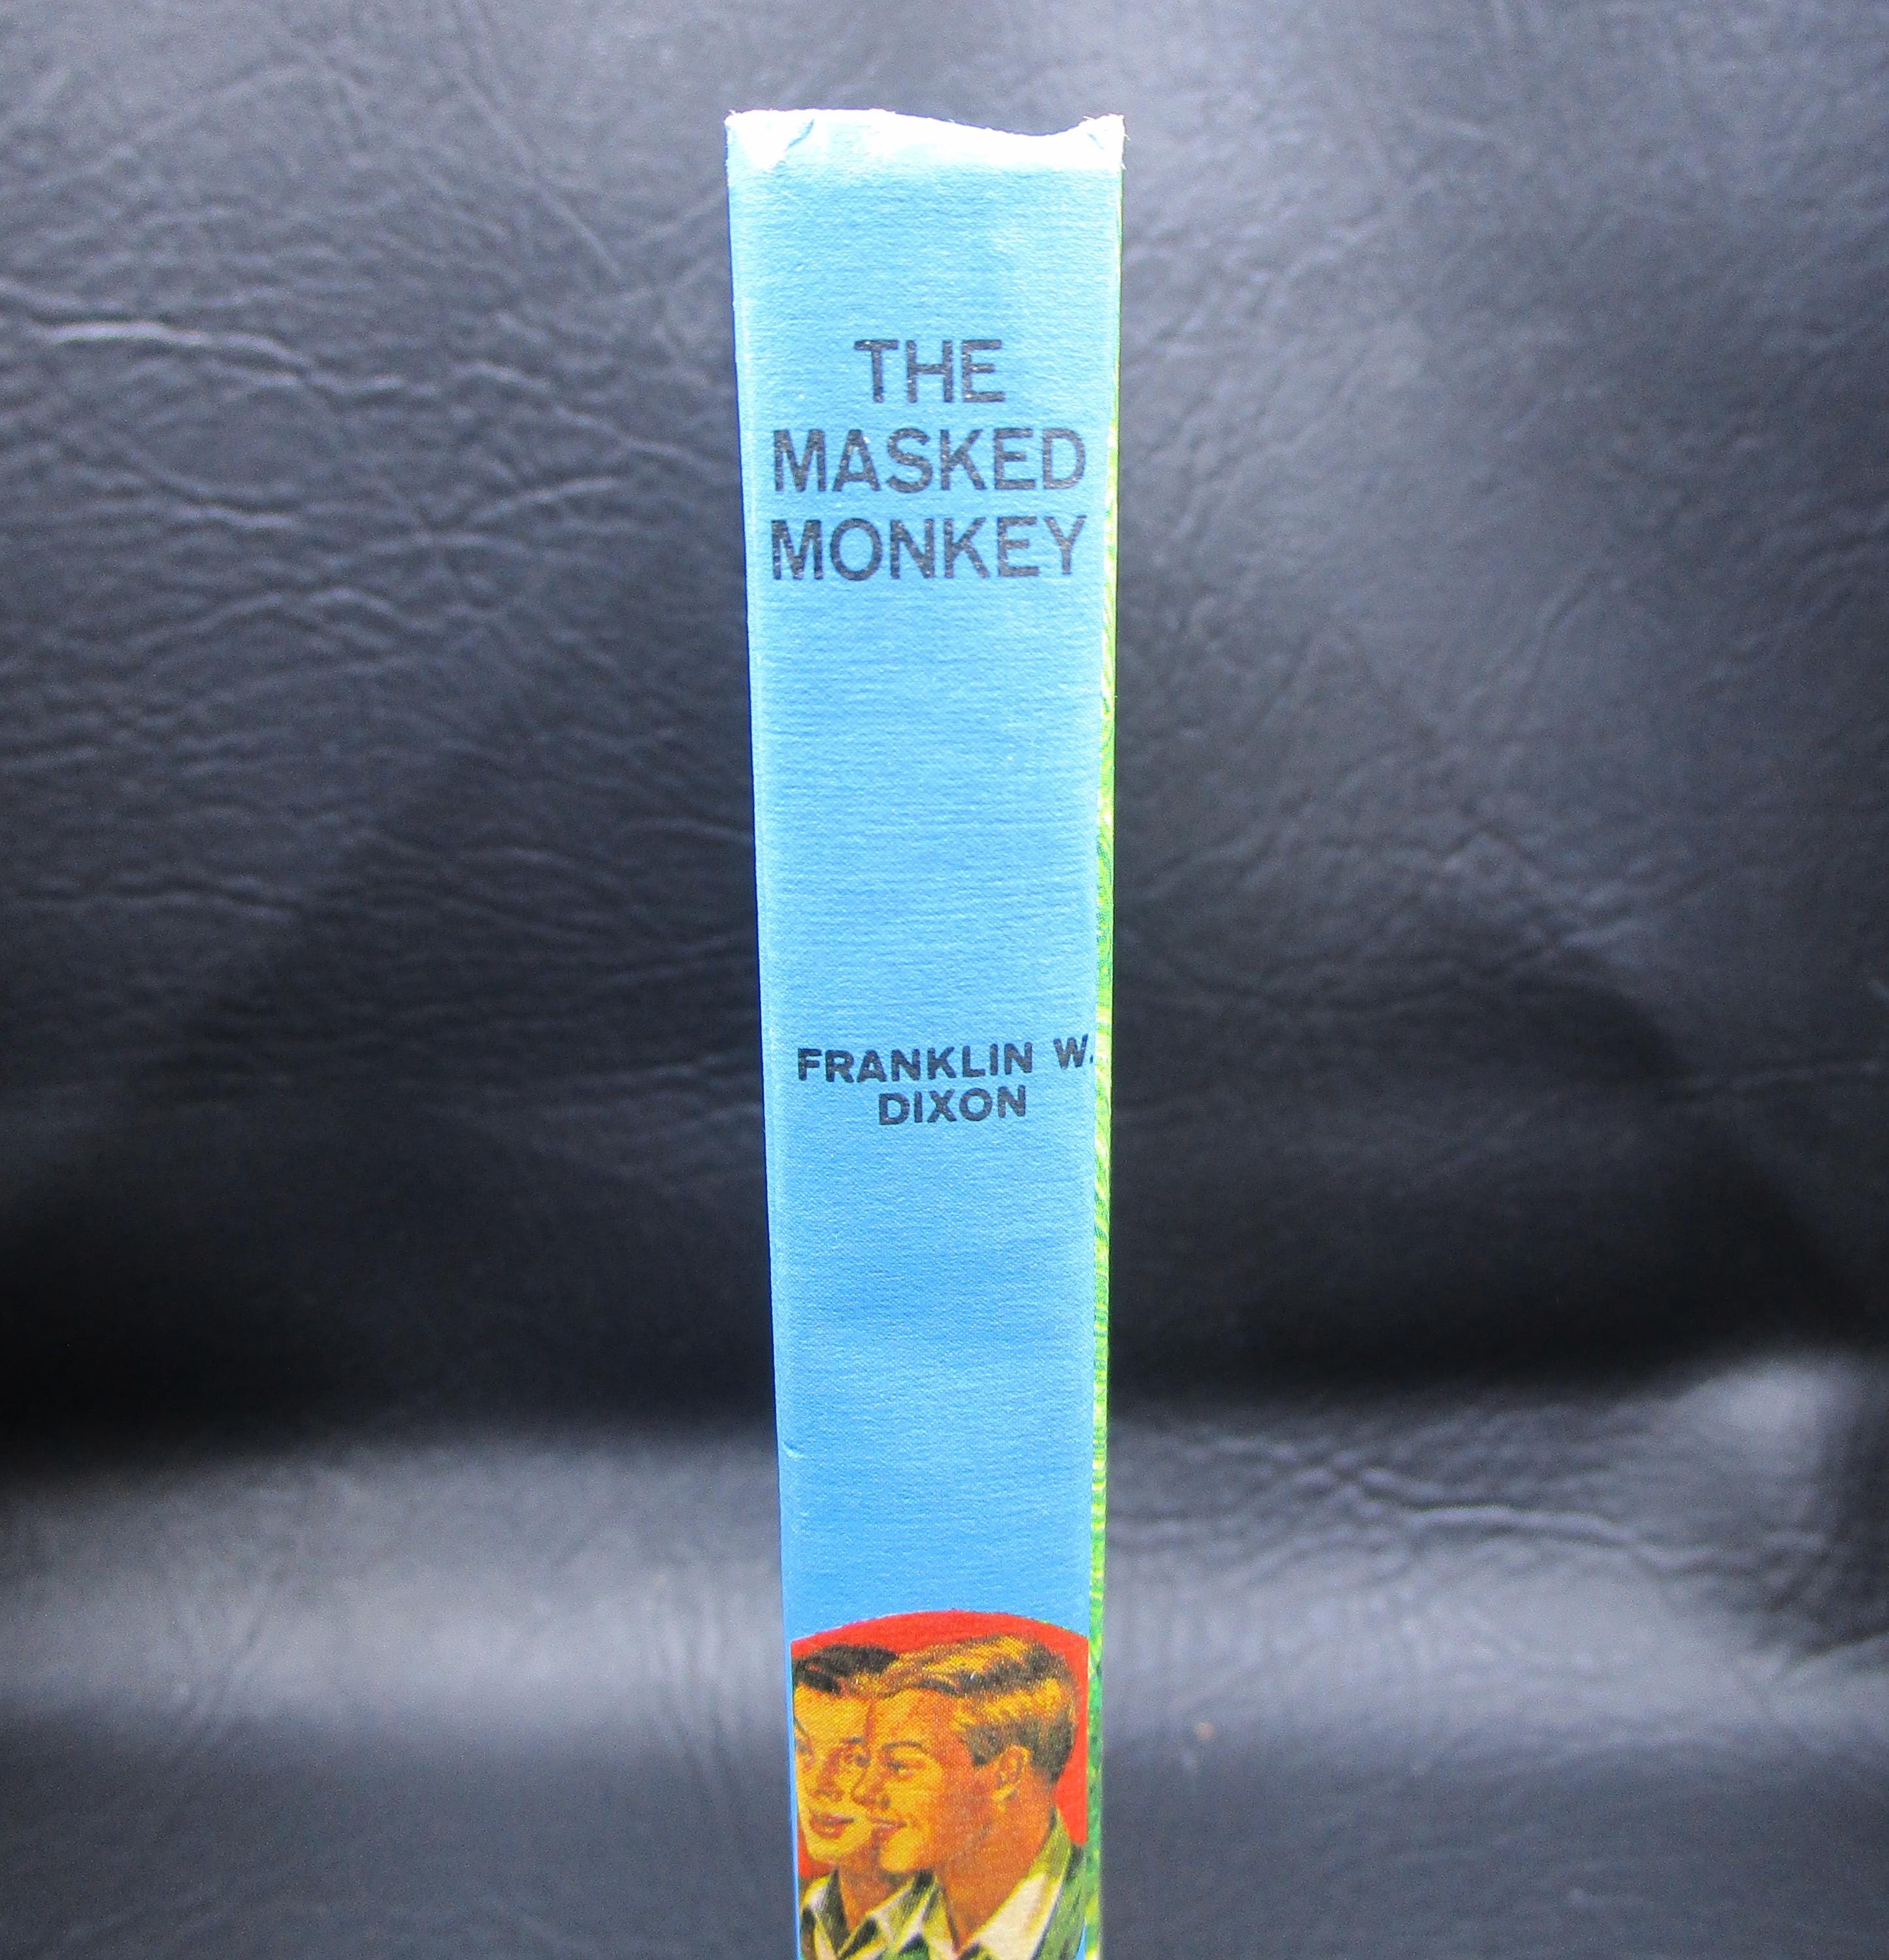 THE
MASKED
MONKEY
FRANKLIN W.
DIXON